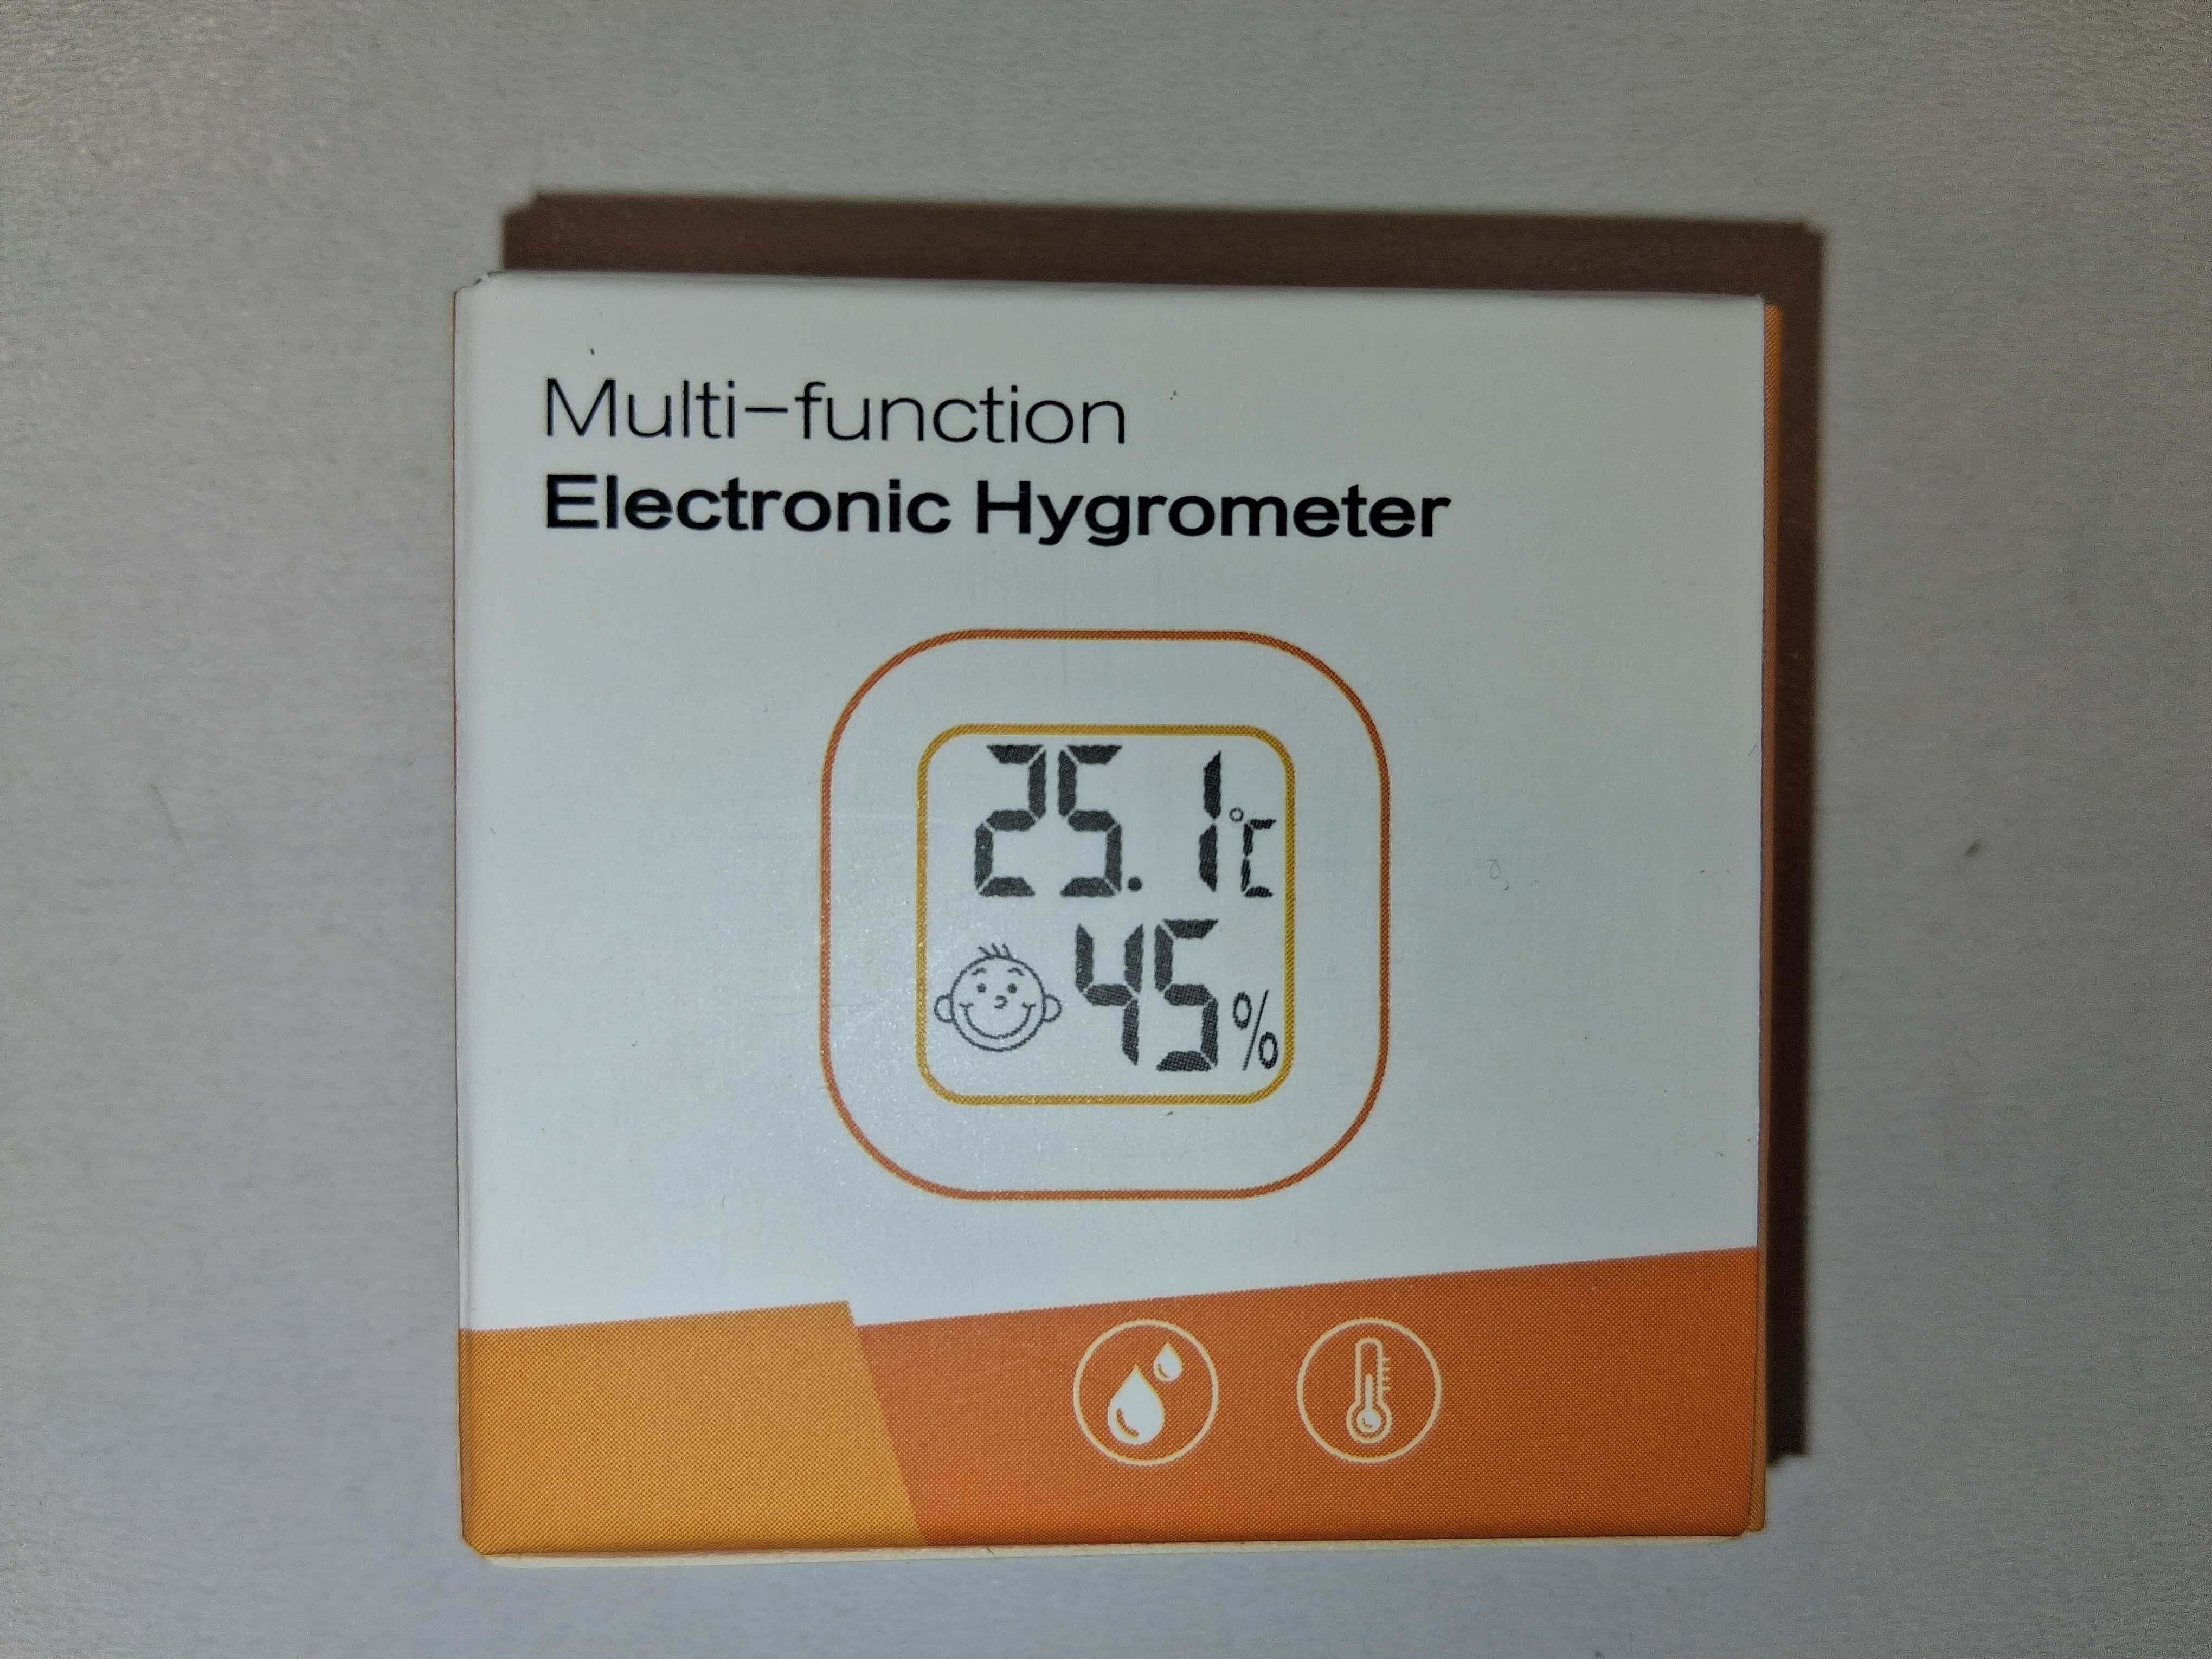 Multi-function
Electronic Hygrometer
25.1°C
45%